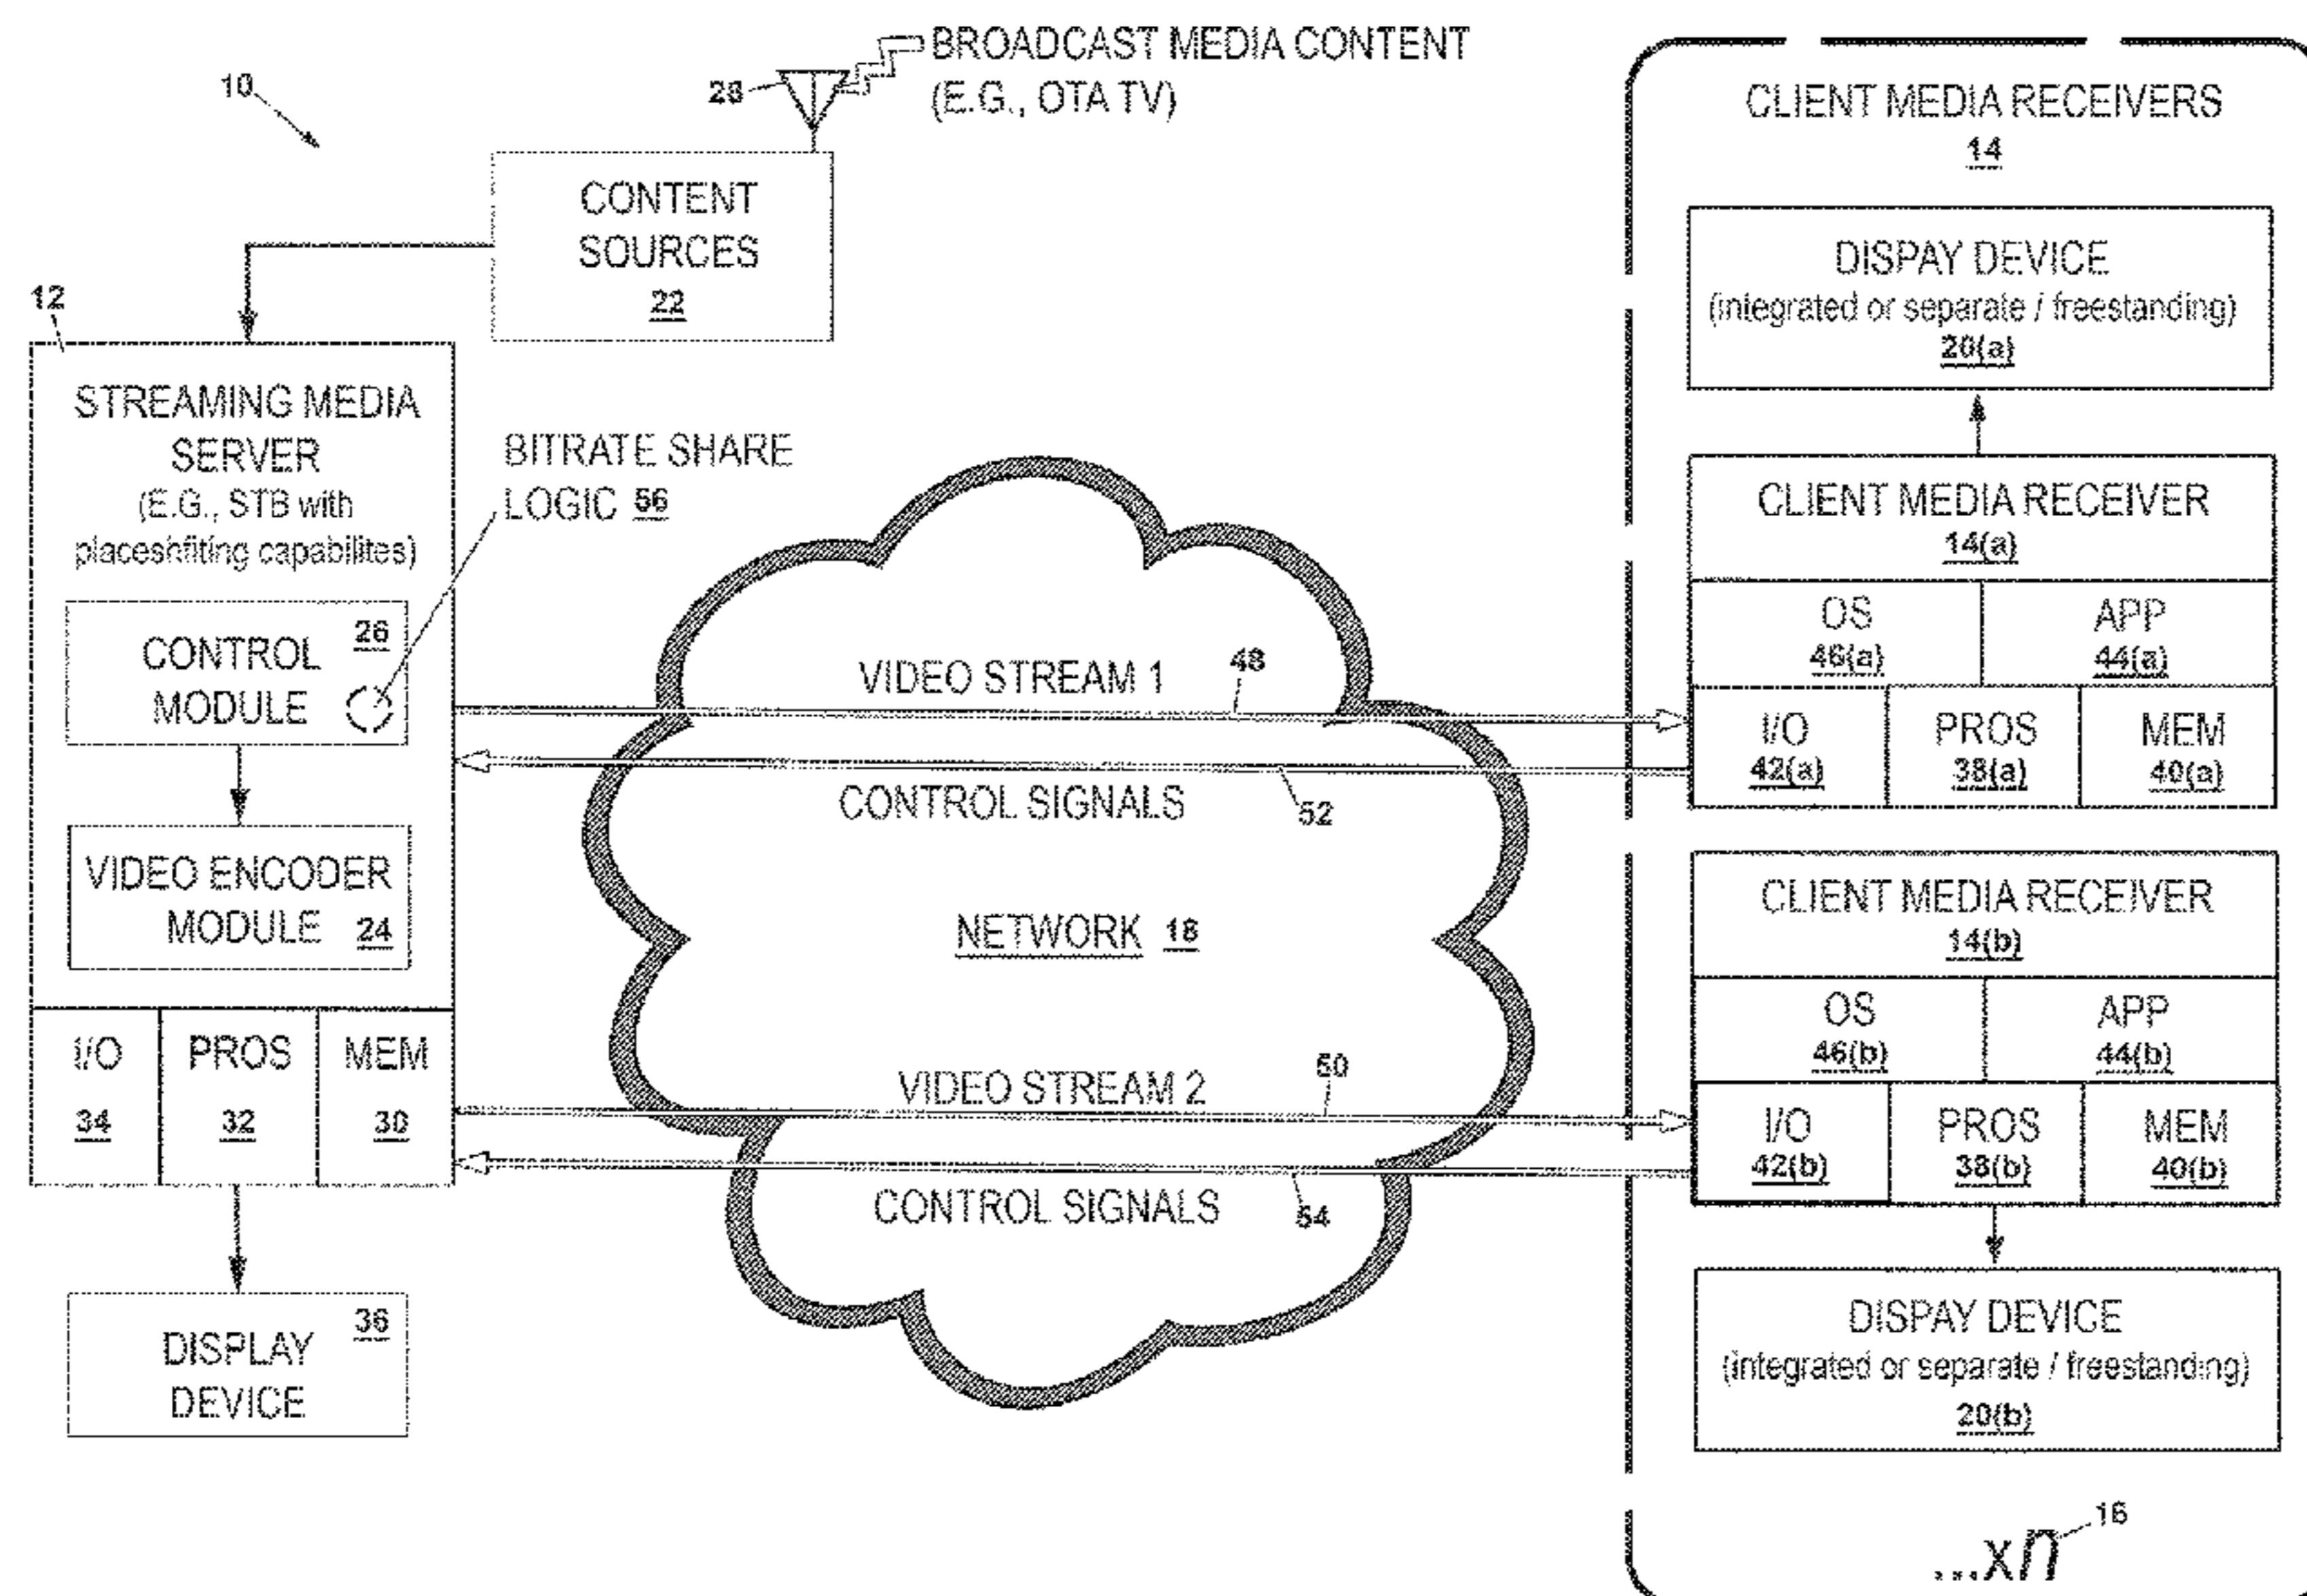 10
28
BROADCAST MEDIA CONTENT
(E.G., OTA TV)
CONTENT
SOURCES
22
12
STREAMING MEDIA
SERVER
(E.G., STB with
placeshfiting capabilites)
BITRATE SHARE
LOGIC 56
CONTROL
MODULE
26
VIDEO ENCODER
MODULE 24
I/O
34
PROS
32
MEM
30
DISPLAY
DEVICE
36
VIDEO STREAM 1
48
CONTROL SIGNALS
52
NETWORK 18
VIDEO STREAM 2
50
CONTROL SIGNALS
54
CLIENT MEDIA RECEIVERS
14
DISPAY DEVICE
(integrated or separate / freestanding)
20(a)
CLIENT MEDIA RECEIVER
14(a)
OS
46(a)
APP
44(a)
I/O
42(a)
PROS
38(a)
MEM
40(a)
CLIENT MEDIA RECEIVER
14(b)
OS
46(b)
APP
44(b)
I/O
42(b)
PROS
38(b)
MEM
40(b)
DISPAY DEVICE
(integrated or separate / freestanding)
20(b)
...xn
16